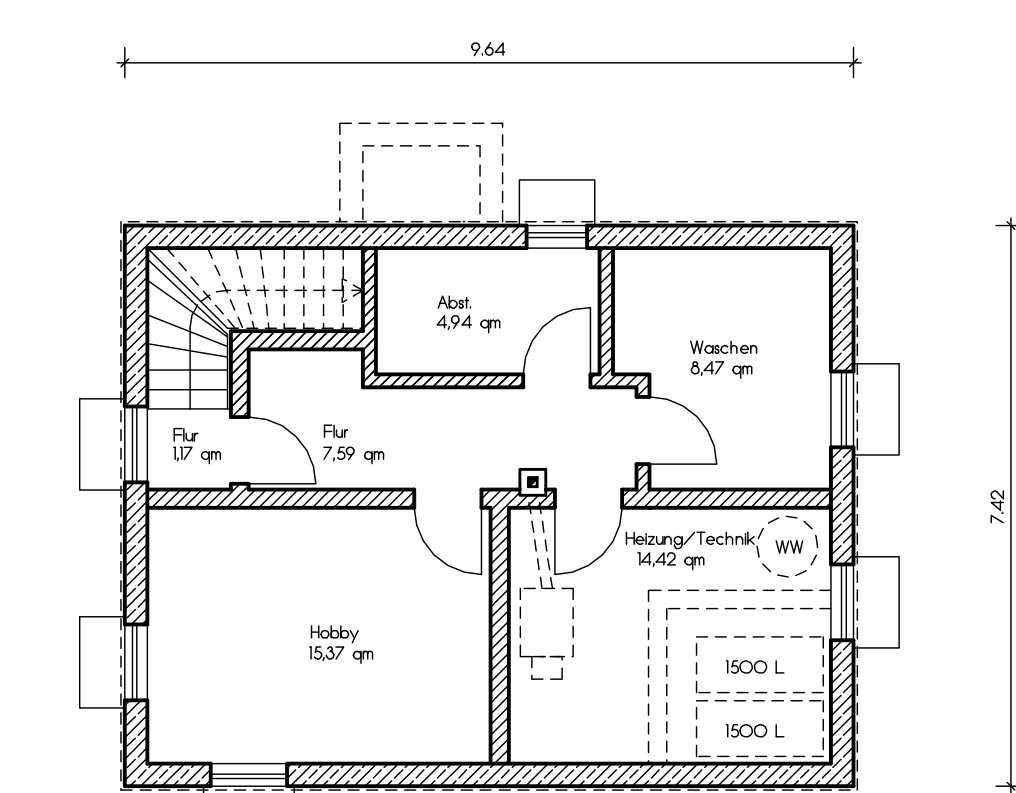 9.64
Abst.
4,94 qm
Waschen
8,47 qm
Flur
1,17 qm
Flur
7,59 qm
7.42
Heizung/Technik
14,42 qm
WW
Hobby
15,37 qm
1500 L
1500 L